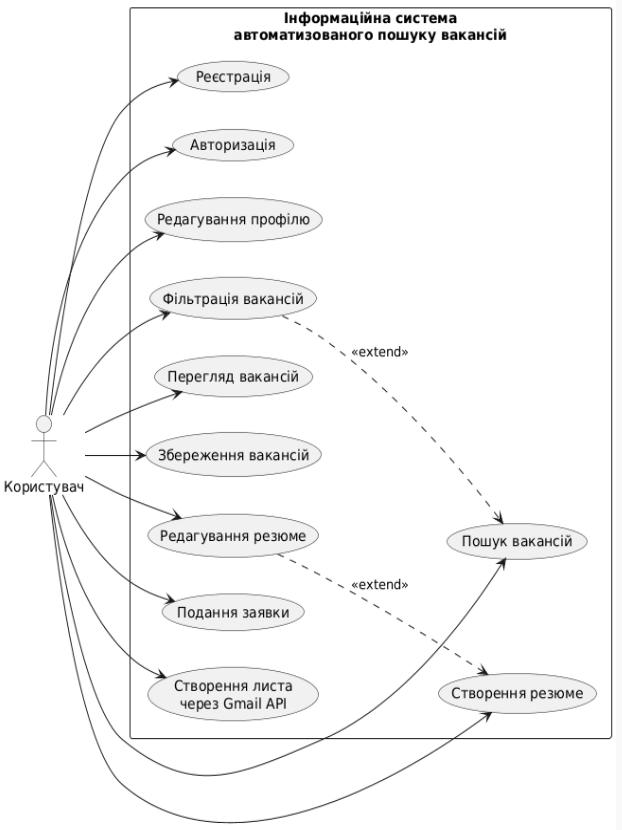 Інформаційна система
автоматизованого пошуку вакансій
Реєстрація
Авторизація
Редагування профілю
Фільтрація вакансій
«extend»
Перегляд вакансій
Збереження вакансій
Користувач
Редагування резюме
Пошук вакансій
«extend»
Подання заявки
Створення листа
через Gmail API
Створення резюме